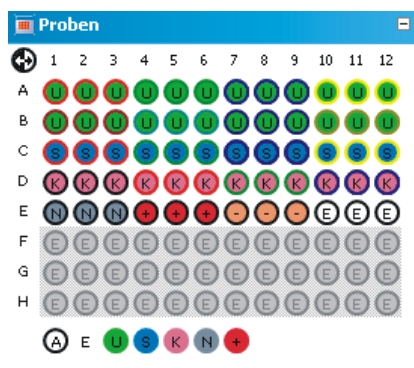 Proben
1 2 3 4 5 6 7 8 9 10 11 12
A U U U U U U U U U U U U
B U U U U U U U U U U U U
C S S S S S S S S S S S S
D K K K K K K K K K K K K
E N N N + + + - - - E E E
F E E E E E E E E E E E E
G E E E E E E E E E E E E
H E E E E E E E E E E E E
A E U S K N +